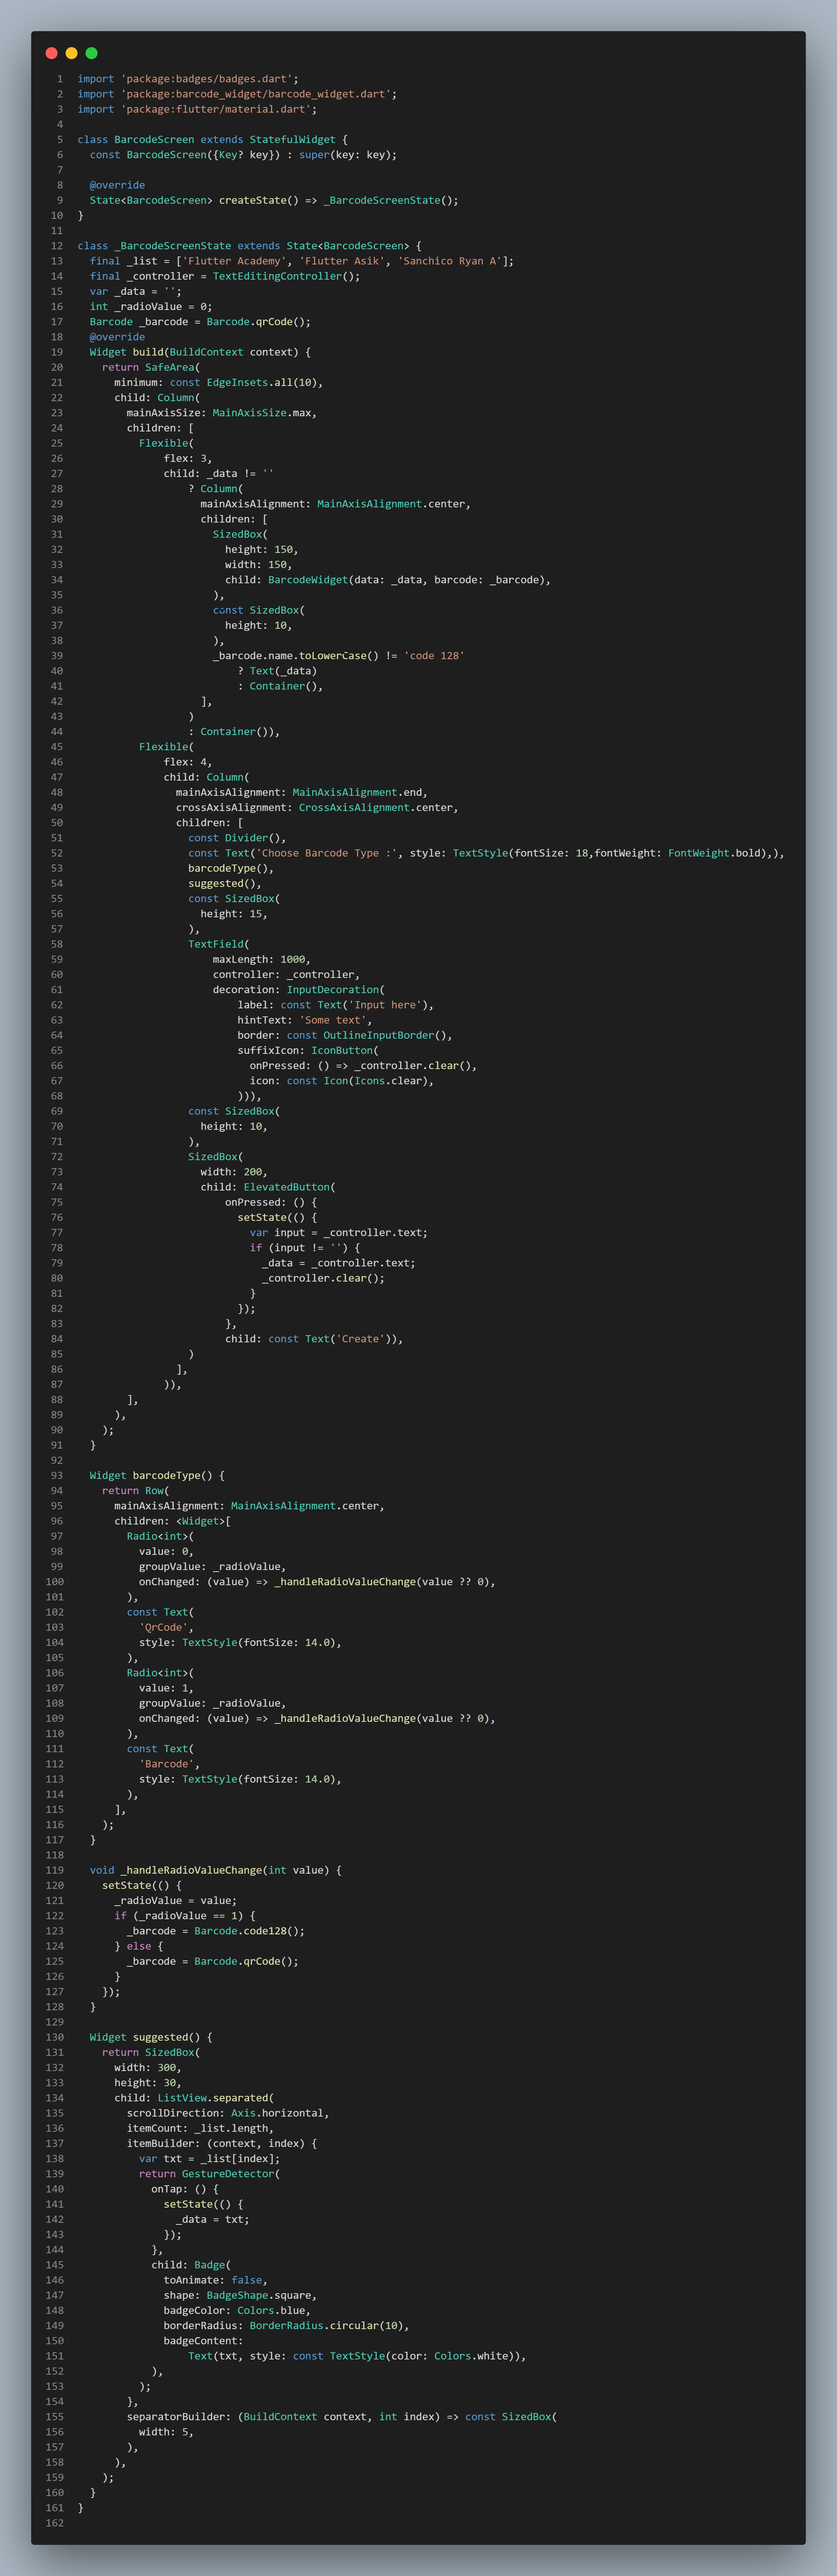 1 import 'package:badges/badges.dart';
2 import 'package:barcode_widget/barcode_widget.dart';
3 import 'package:flutter/material.dart';
4
5 class BarcodeScreen extends StatefulWidget {
6   const BarcodeScreen({Key? key}) : super(key: key);
7
8   @override
9   State<BarcodeScreen> createState() => _BarcodeScreenState();
10 }
11
12 class _BarcodeScreenState extends State<BarcodeScreen> {
13   final _list = ['Flutter Academy', 'Flutter Asik', 'Sanchico Ryan A'];
14   final _controller = TextEditingController();
15   var _data = '';
16   int _radioValue = 0;
17   Barcode _barcode = Barcode.qrCode();
18   @override
19   Widget build(BuildContext context) {
20     return SafeArea(
21       minimum: const EdgeInsets.all(10),
22       child: Column(
23         mainAxisSize: MainAxisSize.max,
24         children: [
25           Flexible(
26               flex: 3,
27               child: _data != ''
28                   ? Column(
29                     mainAxisAlignment: MainAxisAlignment.center,
30                     children: [
31                       SizedBox(
32                         height: 150,
33                         width: 150,
34                         child: BarcodeWidget(data: _data, barcode: _barcode),
35                       ),
36                       const SizedBox(
37                         height: 10,
38                       ),
39                       _barcode.name.toLowerCase() != 'code 128'
40                           ? Text(_data)
41                           : Container(),
42                     ],
43                   )
44                   : Container()),
45           Flexible(
46               flex: 4,
47               child: Column(
48                 mainAxisAlignment: MainAxisAlignment.end,
49                 crossAxisAlignment: CrossAxisAlignment.center,
50                 children: [
51                   const Divider(),
52                   const Text('Choose Barcode Type :', style: TextStyle(fontSize: 18,fontWeight: FontWeight.bold),),
53                   barcodeType(),
54                   suggested(),
55                   const SizedBox(
56                     height: 15,
57                   ),
58                   TextField(
59                       maxLength: 1000,
60                       controller: _controller,
61                       decoration: InputDecoration(
62                           label: const Text('Input here'),
63                           hintText: 'Some text',
64                           border: const OutlineInputBorder(),
65                           suffixIcon: IconButton(
66                             onPressed: () => _controller.clear(),
67                             icon: const Icon(Icons.clear),
68                           ))),
69                   const SizedBox(
70                     height: 10,
71                   ),
72                   SizedBox(
73                     width: 200,
74                     child: ElevatedButton(
75                         onPressed: () {
76                           setState(() {
77                             var input = _controller.text;
78                             if (input != '') {
79                               _data = _controller.text;
80                               _controller.clear();
81                             }
82                           });
83                         },
84                         child: const Text('Create')),
85                   )
86                 ],
87               )),
88         ],
89       ),
90     );
91   }
92
93   Widget barcodeType() {
94     return Row(
95       mainAxisAlignment: MainAxisAlignment.center,
96       children: <Widget>[
97         Radio<int>(
98           value: 0,
99           groupValue: _radioValue,
100           onChanged: (value) => _handleRadioValueChange(value ?? 0),
101         ),
102         const Text(
103           'QrCode',
104           style: TextStyle(fontSize: 14.0),
105         ),
106         Radio<int>(
107           value: 1,
108           groupValue: _radioValue,
109           onChanged: (value) => _handleRadioValueChange(value ?? 0),
110         ),
111         const Text(
112           'Barcode',
113           style: TextStyle(fontSize: 14.0),
114         ),
115       ],
116     );
117   }
118
119   void _handleRadioValueChange(int value) {
120     setState(() {
121       _radioValue = value;
122       if (_radioValue == 1) {
123         _barcode = Barcode.code128();
124       } else {
125         _barcode = Barcode.qrCode();
126       }
127     });
128   }
129
130   Widget suggested() {
131     return SizedBox(
132       width: 300,
133       height: 30,
134       child: ListView.separated(
135         scrollDirection: Axis.horizontal,
136         itemCount: _list.length,
137         itemBuilder: (context, index) {
138           var txt = _list[index];
139           return GestureDetector(
140             onTap: () {
141               setState(() {
142                 _data = txt;
143               });
144             },
145             child: Badge(
146               toAnimate: false,
147               shape: BadgeShape.square,
148               badgeColor: Colors.blue,
149               borderRadius: BorderRadius.circular(10),
150               badgeContent:
151                   Text(txt, style: const TextStyle(color: Colors.white)),
152             ),
153           );
154         },
155         separatorBuilder: (BuildContext context, int index) => const SizedBox(
156           width: 5,
157         ),
158       ),
159     );
160   }
161 }
162